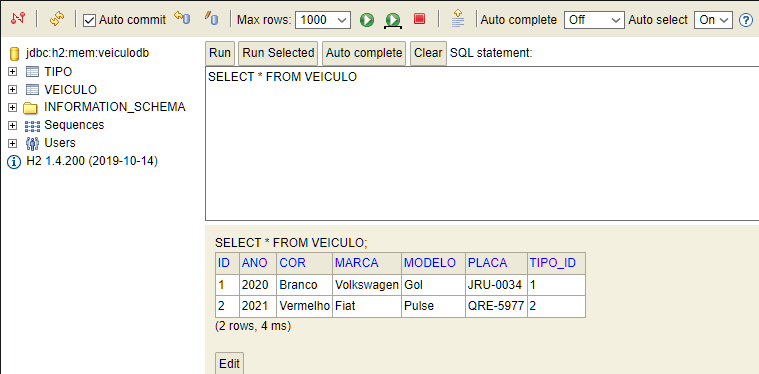 Auto commit Max rows: 1000 Auto complete Off Auto select On ?
jdbc:h2:mem:veiculodb
TIPO
VEICULO
INFORMATION_SCHEMA
Sequences
Users
H2 1.4.200 (2019-10-14)
Run Run Selected Auto complete Clear SQL statement:
SELECT * FROM VEICULO
SELECT * FROM VEICULO;
ID ANO COR MARCA MODELO PLACA TIPO_ID
1 2020 Branco Volkswagen Gol JRU-0034 1
2 2021 Vermelho Fiat Pulse QRE-5977 2
(2 rows, 4 ms)
Edit